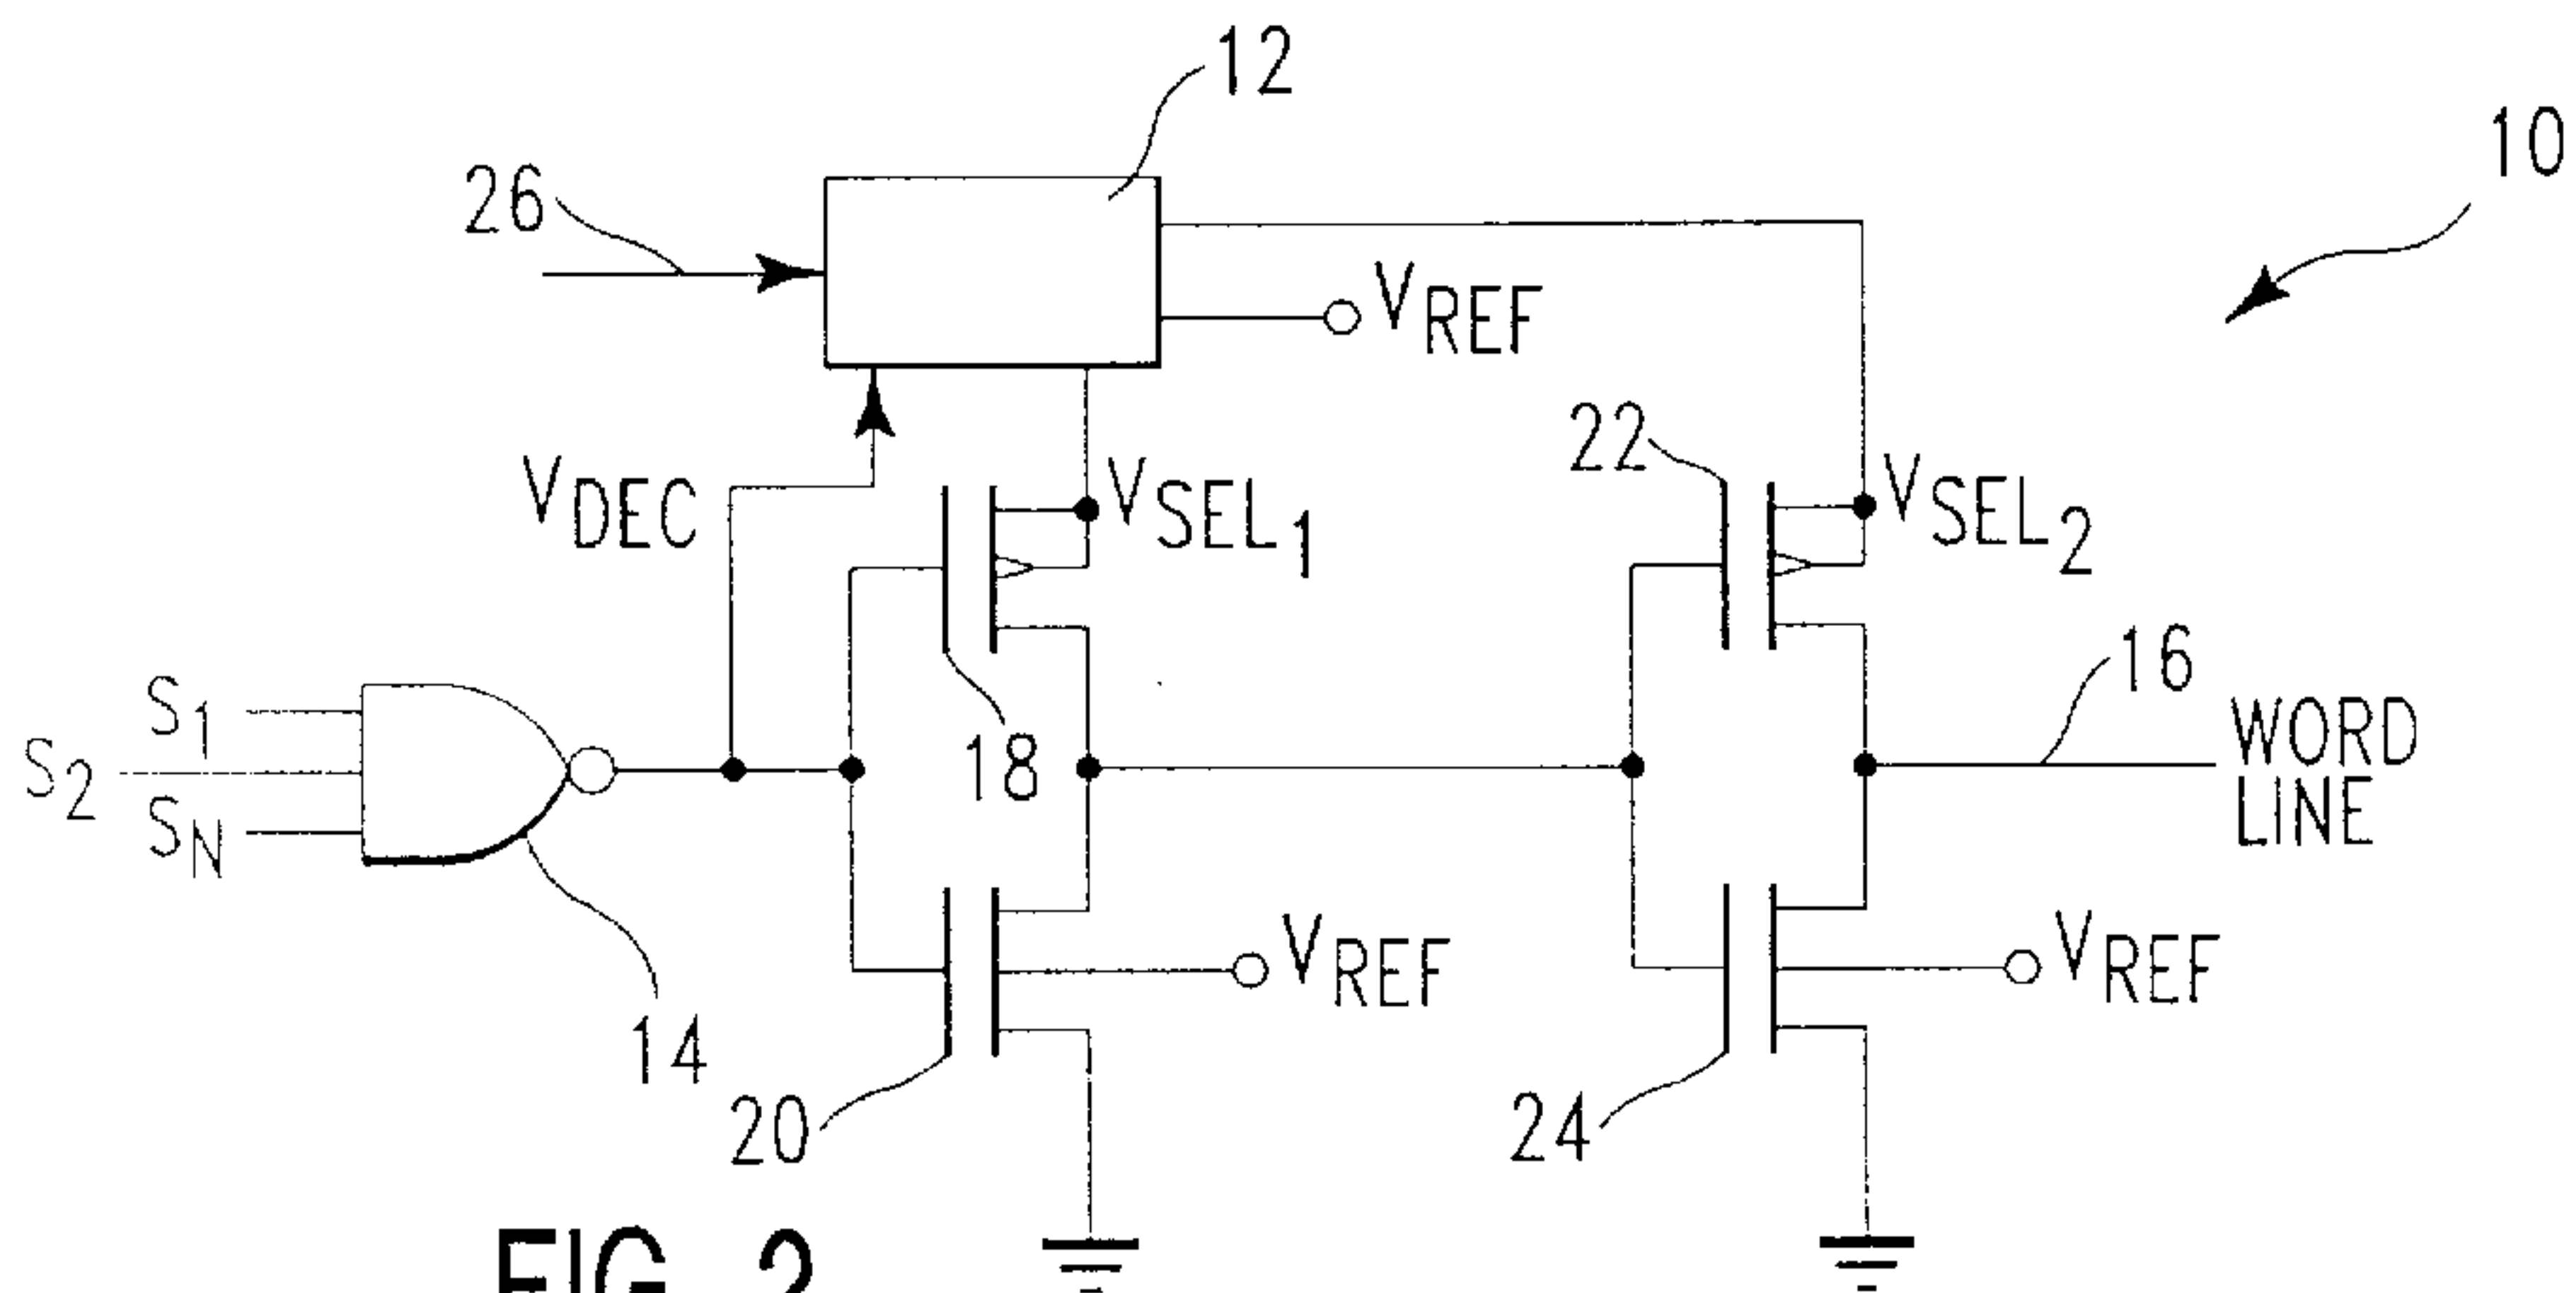 12
10
26
VREF
22
VDEC
VSEL1
VSEL2
S1
S2
SN
18
16
WORD
LINE
14
20
VREF
24
VREF
FIG. 2